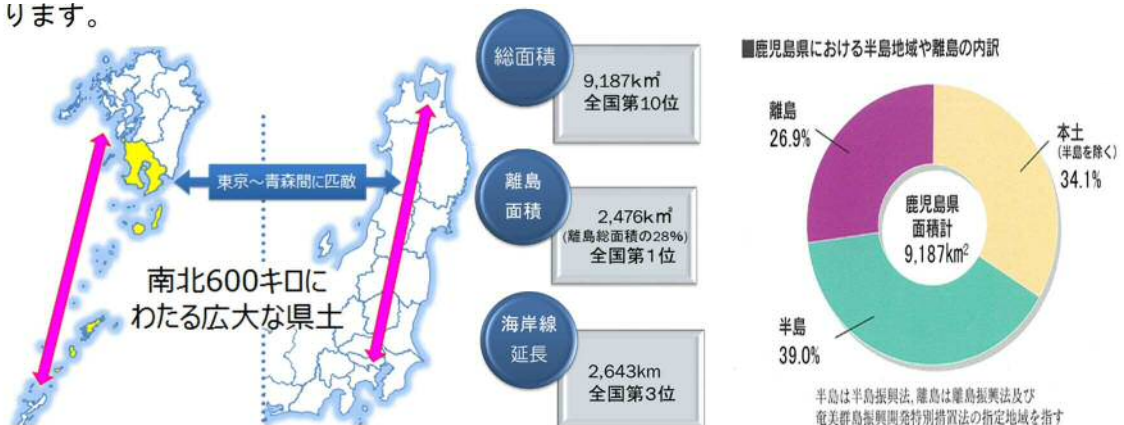 ります。
東京～青森間に匹敵
南北600キロに
わたる広大な県土
総面積
9,187k㎡
全国第10位
離島
面積
2,476k㎡
(離島総面積の28%)
全国第1位
海岸線
延長
2,643km
全国第3位
■鹿児島県における半島地域や離島の内訳
離島
26.9%
本土
(半島を除く)
34.1%
鹿児島県
面積計
9,187km²
半島
39.0%
半島は半島振興法, 離島は離島振興法及び
奄美群島振興開発特別措置法の指定地域を指す